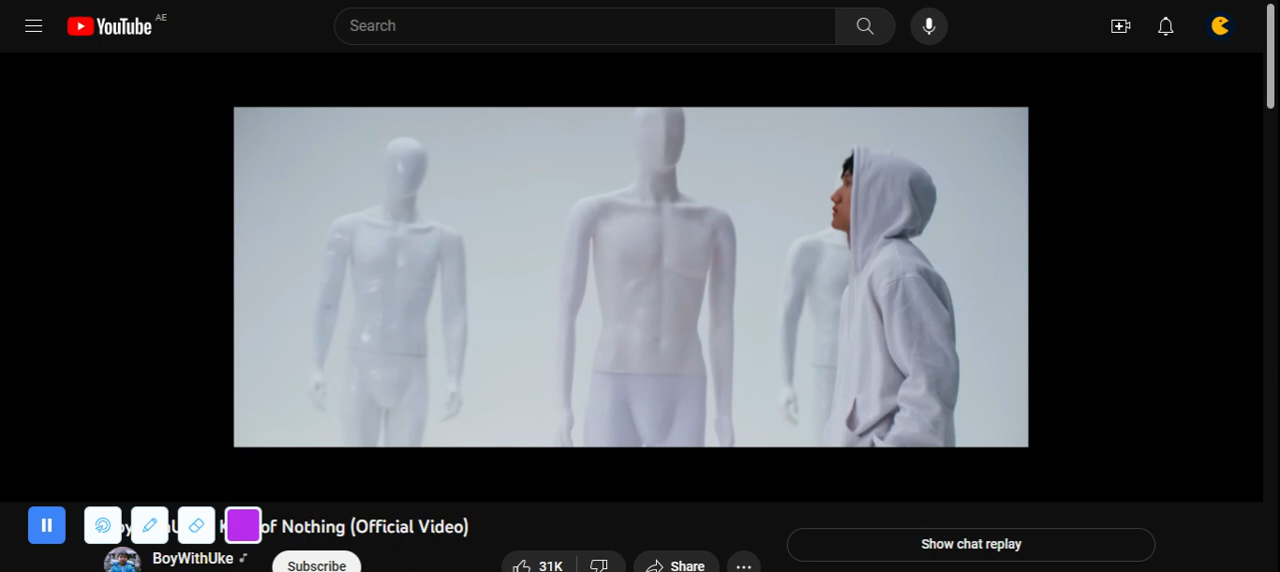 YouTube AE
Search
of Nothing (Official Video)
BoyWithUke
Subscribe
31K
Share
Show chat replay